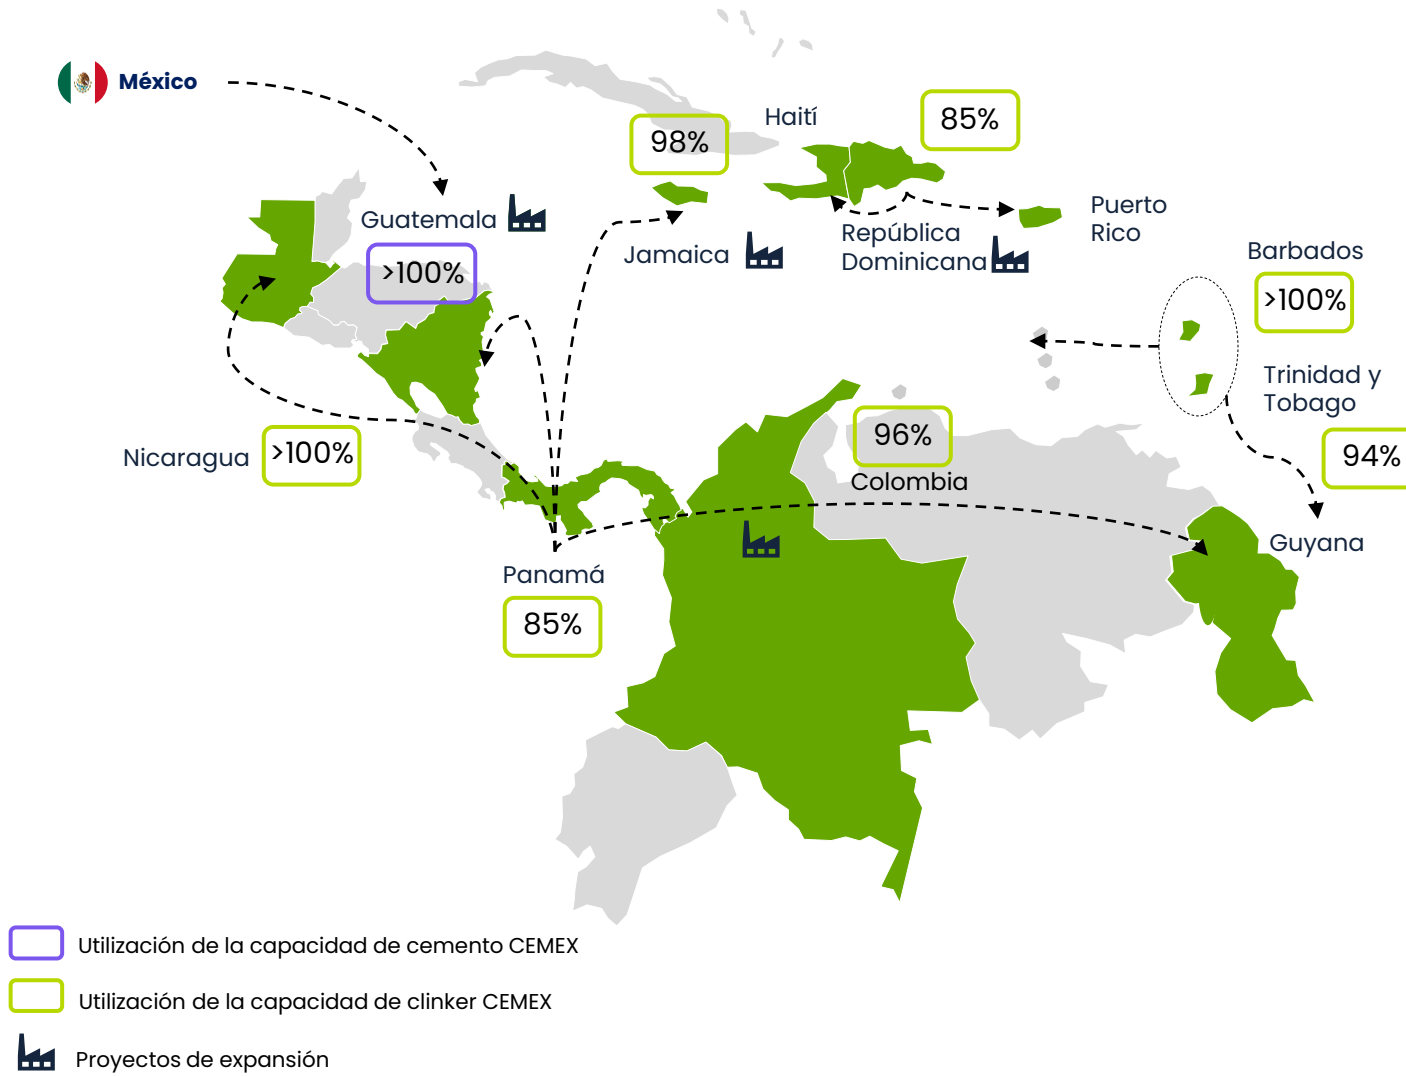 México
Haití
85%
98%
Guatemala
>100%
Jamaica
República
Dominicana
Puerto
Rico
Barbados
>100%
Trinidad y
Tobago
94%
Nicaragua
>100%
96%
Colombia
Guyana
Panamá
85%
Utilización de la capacidad de cemento CEMEX
Utilización de la capacidad de clinker CEMEX
Proyectos de expansión